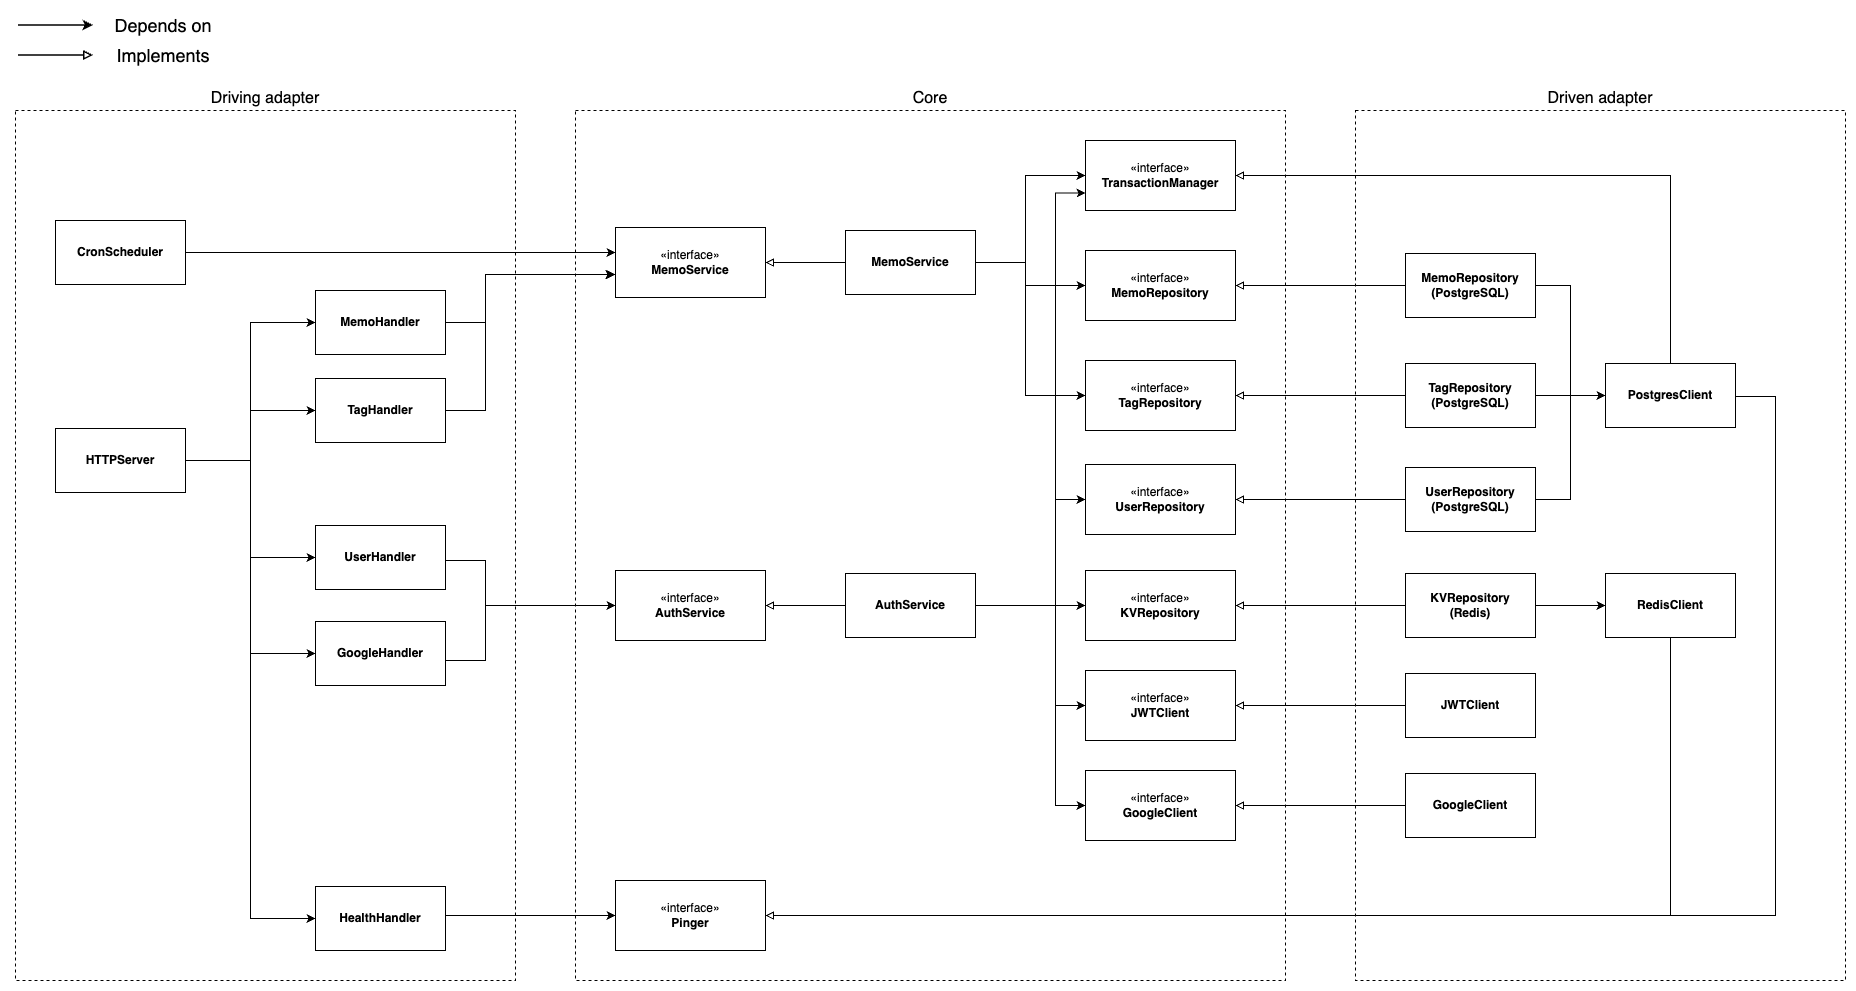 Depends on
Implements
Driving adapter
Core
Driven adapter
CronScheduler
HTTPServer
MemoHandler
TagHandler
UserHandler
GoogleHandler
HealthHandler
«interface»
MemoService
«interface»
AuthService
«interface»
Pinger
MemoService
AuthService
«interface»
TransactionManager
«interface»
MemoRepository
«interface»
TagRepository
«interface»
UserRepository
«interface»
KVRepository
«interface»
JWTClient
«interface»
GoogleClient
MemoRepository
(PostgreSQL)
TagRepository
(PostgreSQL)
UserRepository
(PostgreSQL)
KVRepository
(Redis)
JWTClient
GoogleClient
PostgresClient
RedisClient